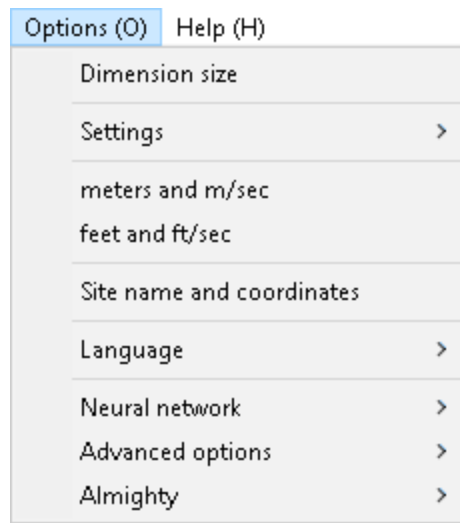 Options (O) Help (H)
Dimension size
Settings
meters and m/sec
feet and ft/sec
Site name and coordinates
Language
Neural network
Advanced options
Almighty